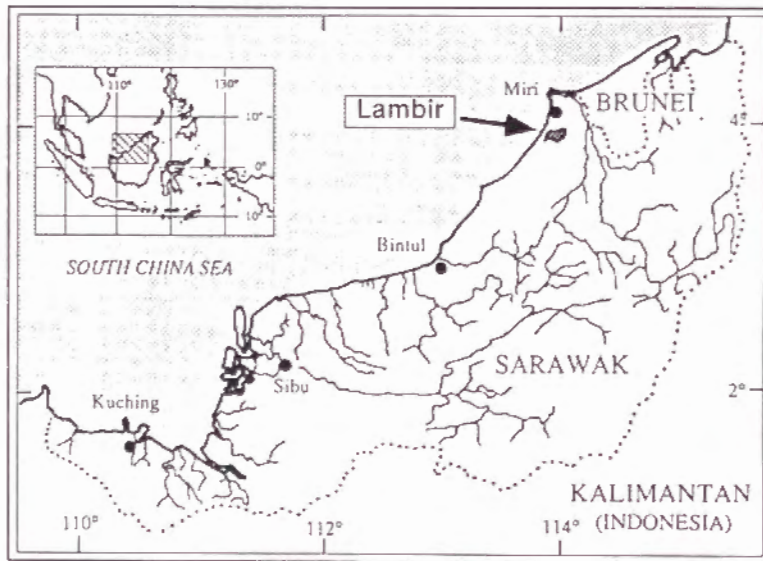 110°
130°
10°
0°
10°
SOUTH CHINA SEA
Lambir
Miri
BRUNEI
4°
Bintul
SARAWAK
Sibu
2°
Kuching
KALIMANTAN
(INDONESIA)
110°
112°
114°